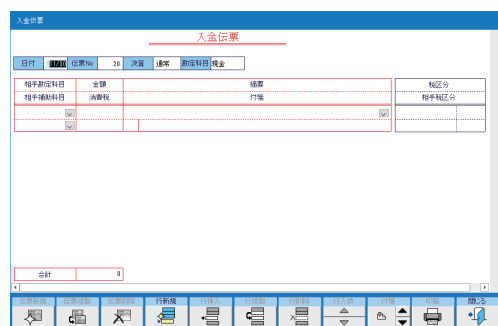 入金伝票
入金伝票
日付 11/30 伝票No 20 決算 通常 勘定科目 現金
相手勘定科目 金額 摘要 税区分
相手補助科目 消費税 付箋 相手税区分
合計 0
伝票新規 伝票複製 伝票削除 行新規 行挿入 行複製 行削除 行入換 付箋 印刷 閉じる